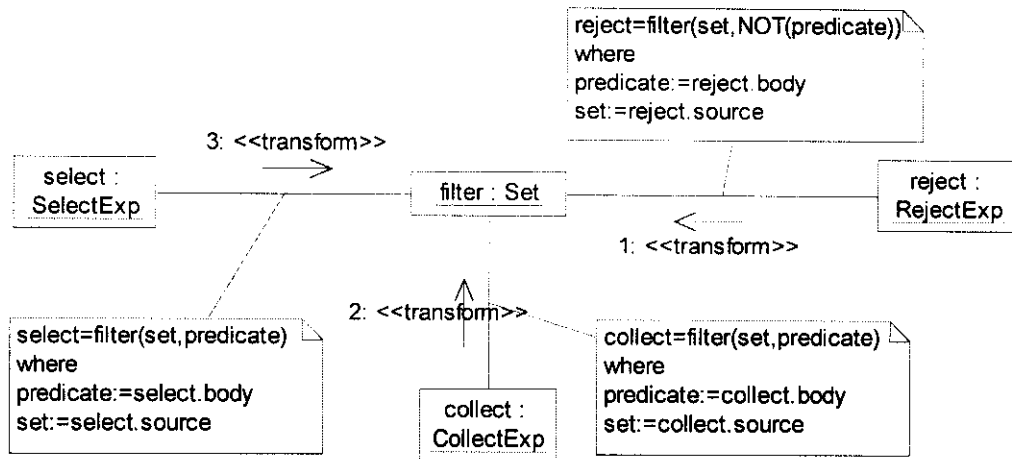 reject=filter(set,NOT(predicate))
where
predicate:=reject.body
set:=reject.source
3: <<transform>>
select :
SelectExp
filter : Set
reject :
RejectExp
1: <<transform>>
2: <<transform>>
select=filter(set,predicate)
where
predicate:=select.body
set:=select.source
collect=filter(set,predicate)
where
predicate:=collect.body
set:=collect.source
collect :
CollectExp